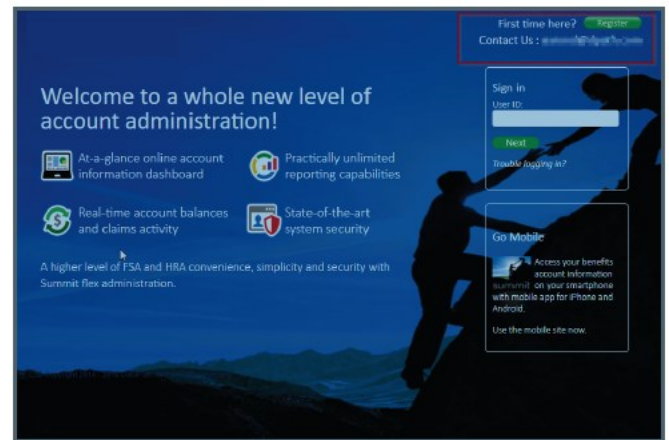 First time here? Register
Contact Us :
Welcome to a whole new level of
account administration!
At-a-glance online account
information dashboard
Practically unlimited
reporting capabilities
Real-time account balances
and claims activity
State-of-the-art
system security
A higher level of FSA and HRA convenience, simplicity and security with
Summit flex administration.
Sign in
User ID:
Next
Trouble logging in?
Go Mobile
Access your benefits
account information
summit on your smartphone
with mobile app for iPhone and
Android.
Use the mobile site now.